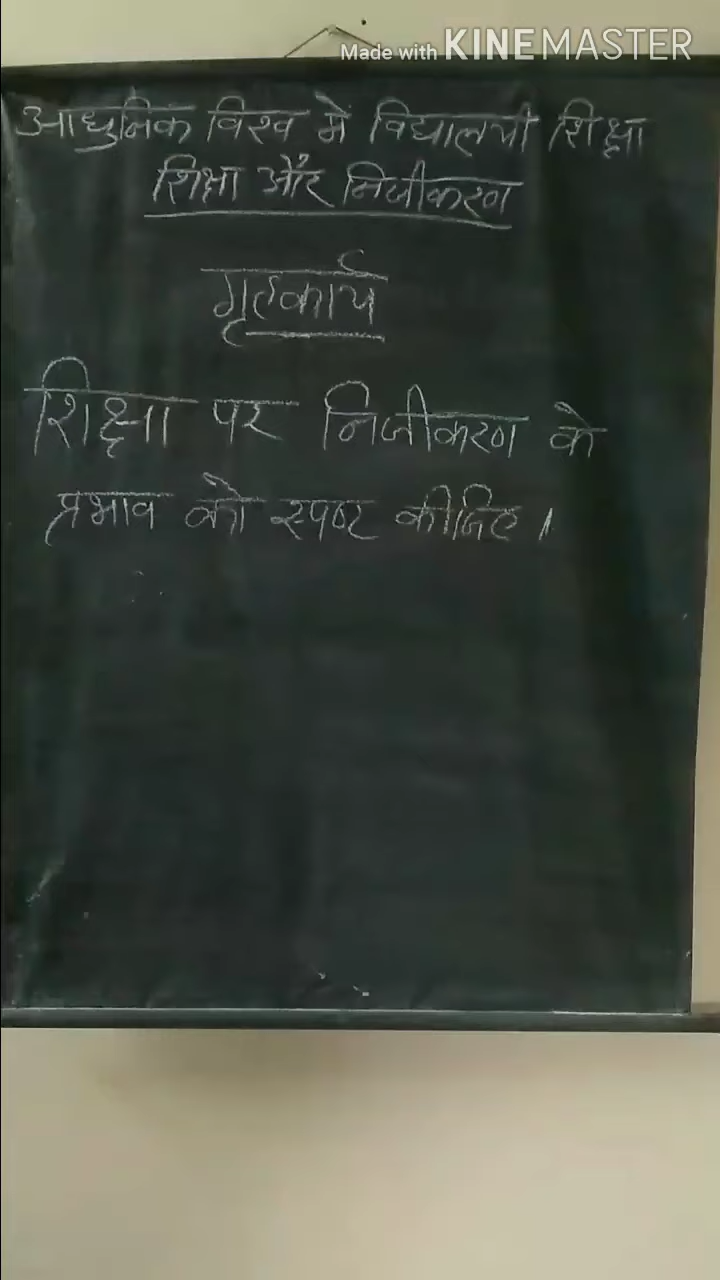 Made with KINEMASTER
आधुनिक विश्व में विद्यालयी शिक्षा
शिक्षा और निजीकरण
गृहकार्य
शिक्षा पर निजीकरण के
प्रभाव को स्पष्ट कीजिए।